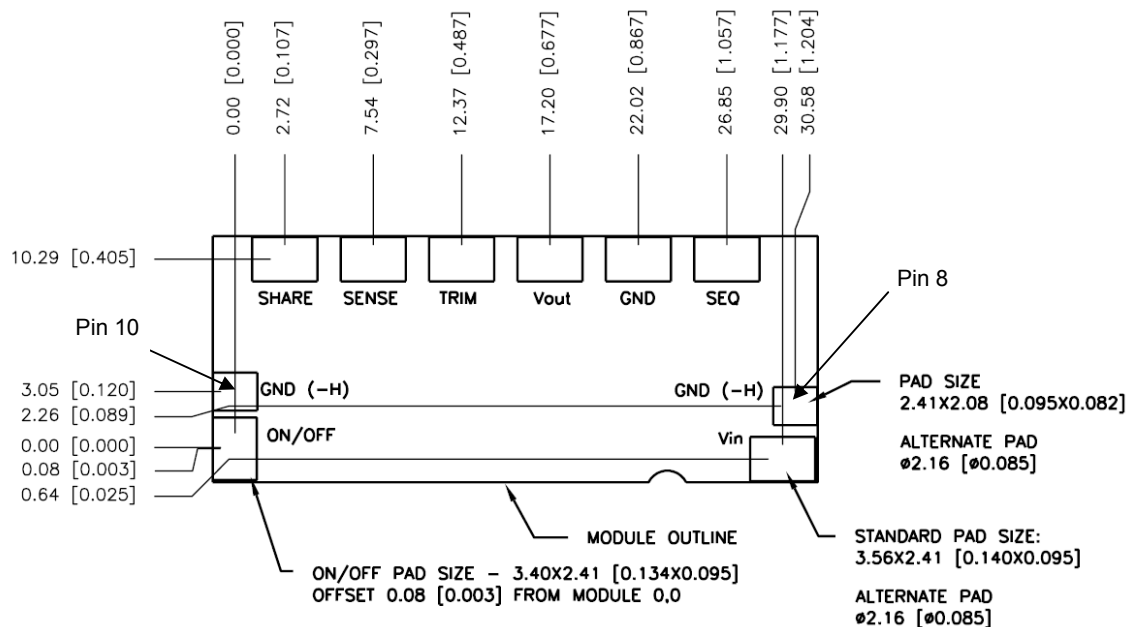 0.00 [0.000]
2.72 [0.107]
7.54 [0.297]
12.37 [0.487]
17.20 [0.677]
22.02 [0.867]
26.85 [1.057]
29.90 [1.177]
30.58 [1.204]
10.29 [0.405]
SHARE
SENSE
TRIM
Vout
GND
SEQ
Pin 8
Pin 10
3.05 [0.120]
2.26 [0.089]
0.00 [0.000]
0.08 [0.003]
0.64 [0.025]
GND (-H)
GND (-H)
ON/OFF
Vin
PAD SIZE
2.41X2.08 [0.095X0.082]
ALTERNATE PAD
ø2.16 [ø0.085]
MODULE OUTLINE
ON/OFF PAD SIZE - 3.40X2.41 [0.134X0.095]
OFFSET 0.08 [0.003] FROM MODULE 0,0
STANDARD PAD SIZE:
3.56X2.41 [0.140X0.095]
ALTERNATE PAD
ø2.16 [ø0.085]